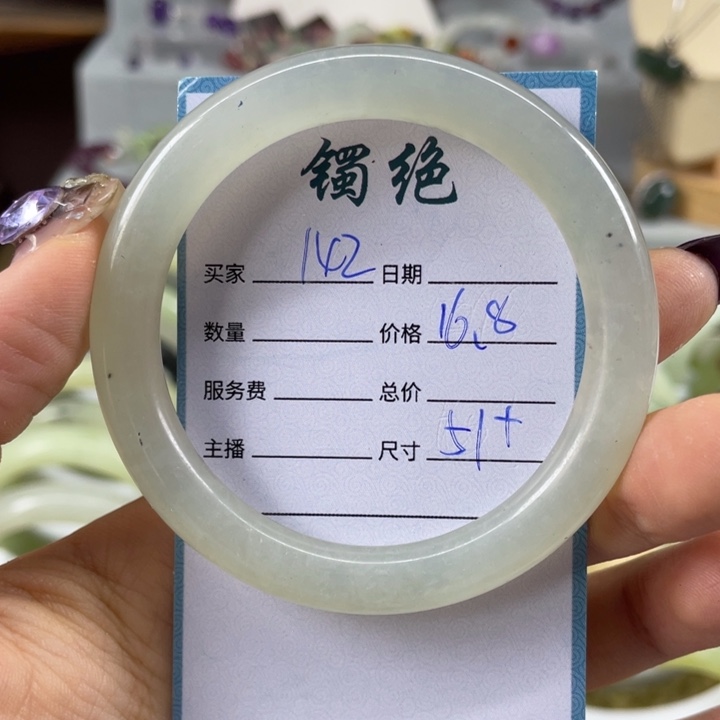 镯绝
买家 142 日期
数量 价格 16.8
服务费 总价
主播 尺寸 51+